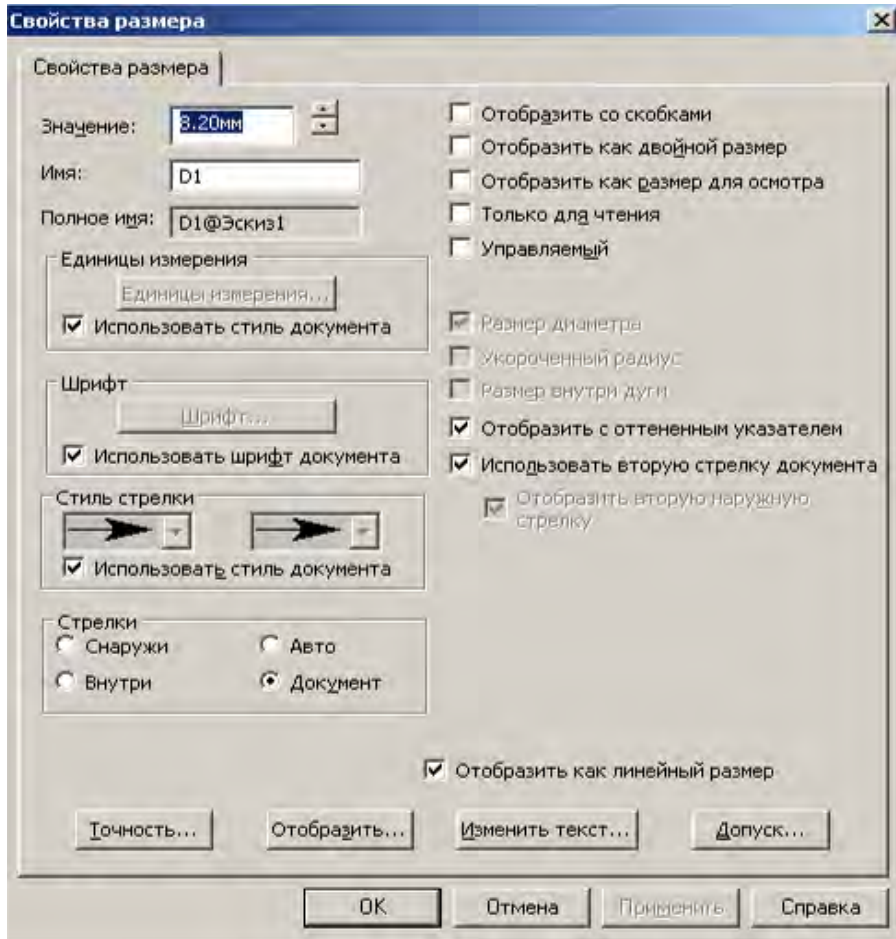 Свойства размера
Свойства размера
Значение: 8.20мм
Имя: D1
Полное имя: D1@Эскиз1
Единицы измерения
Единицы измерения...
Использовать стиль документа
Шрифт
Шрифт...
Использовать шрифт документа
Стиль стрелки
Использовать стиль документа
Стрелки
Снаружи Авто
Внутри Документ
Отобразить со скобками
Отобразить как двойной размер
Отобразить как размер для осмотра
Только для чтения
Управляемый
Размер диаметра
Укороченный радиус
Размер внутри дуги
Отобразить с оттененным указателем
Использовать вторую стрелку документа
Отобразить вторую наружную
стрелку
Отобразить как линейный размер
Точность... Отобразить... Изменить текст... Допуск...
OK Отмена Применить Справка